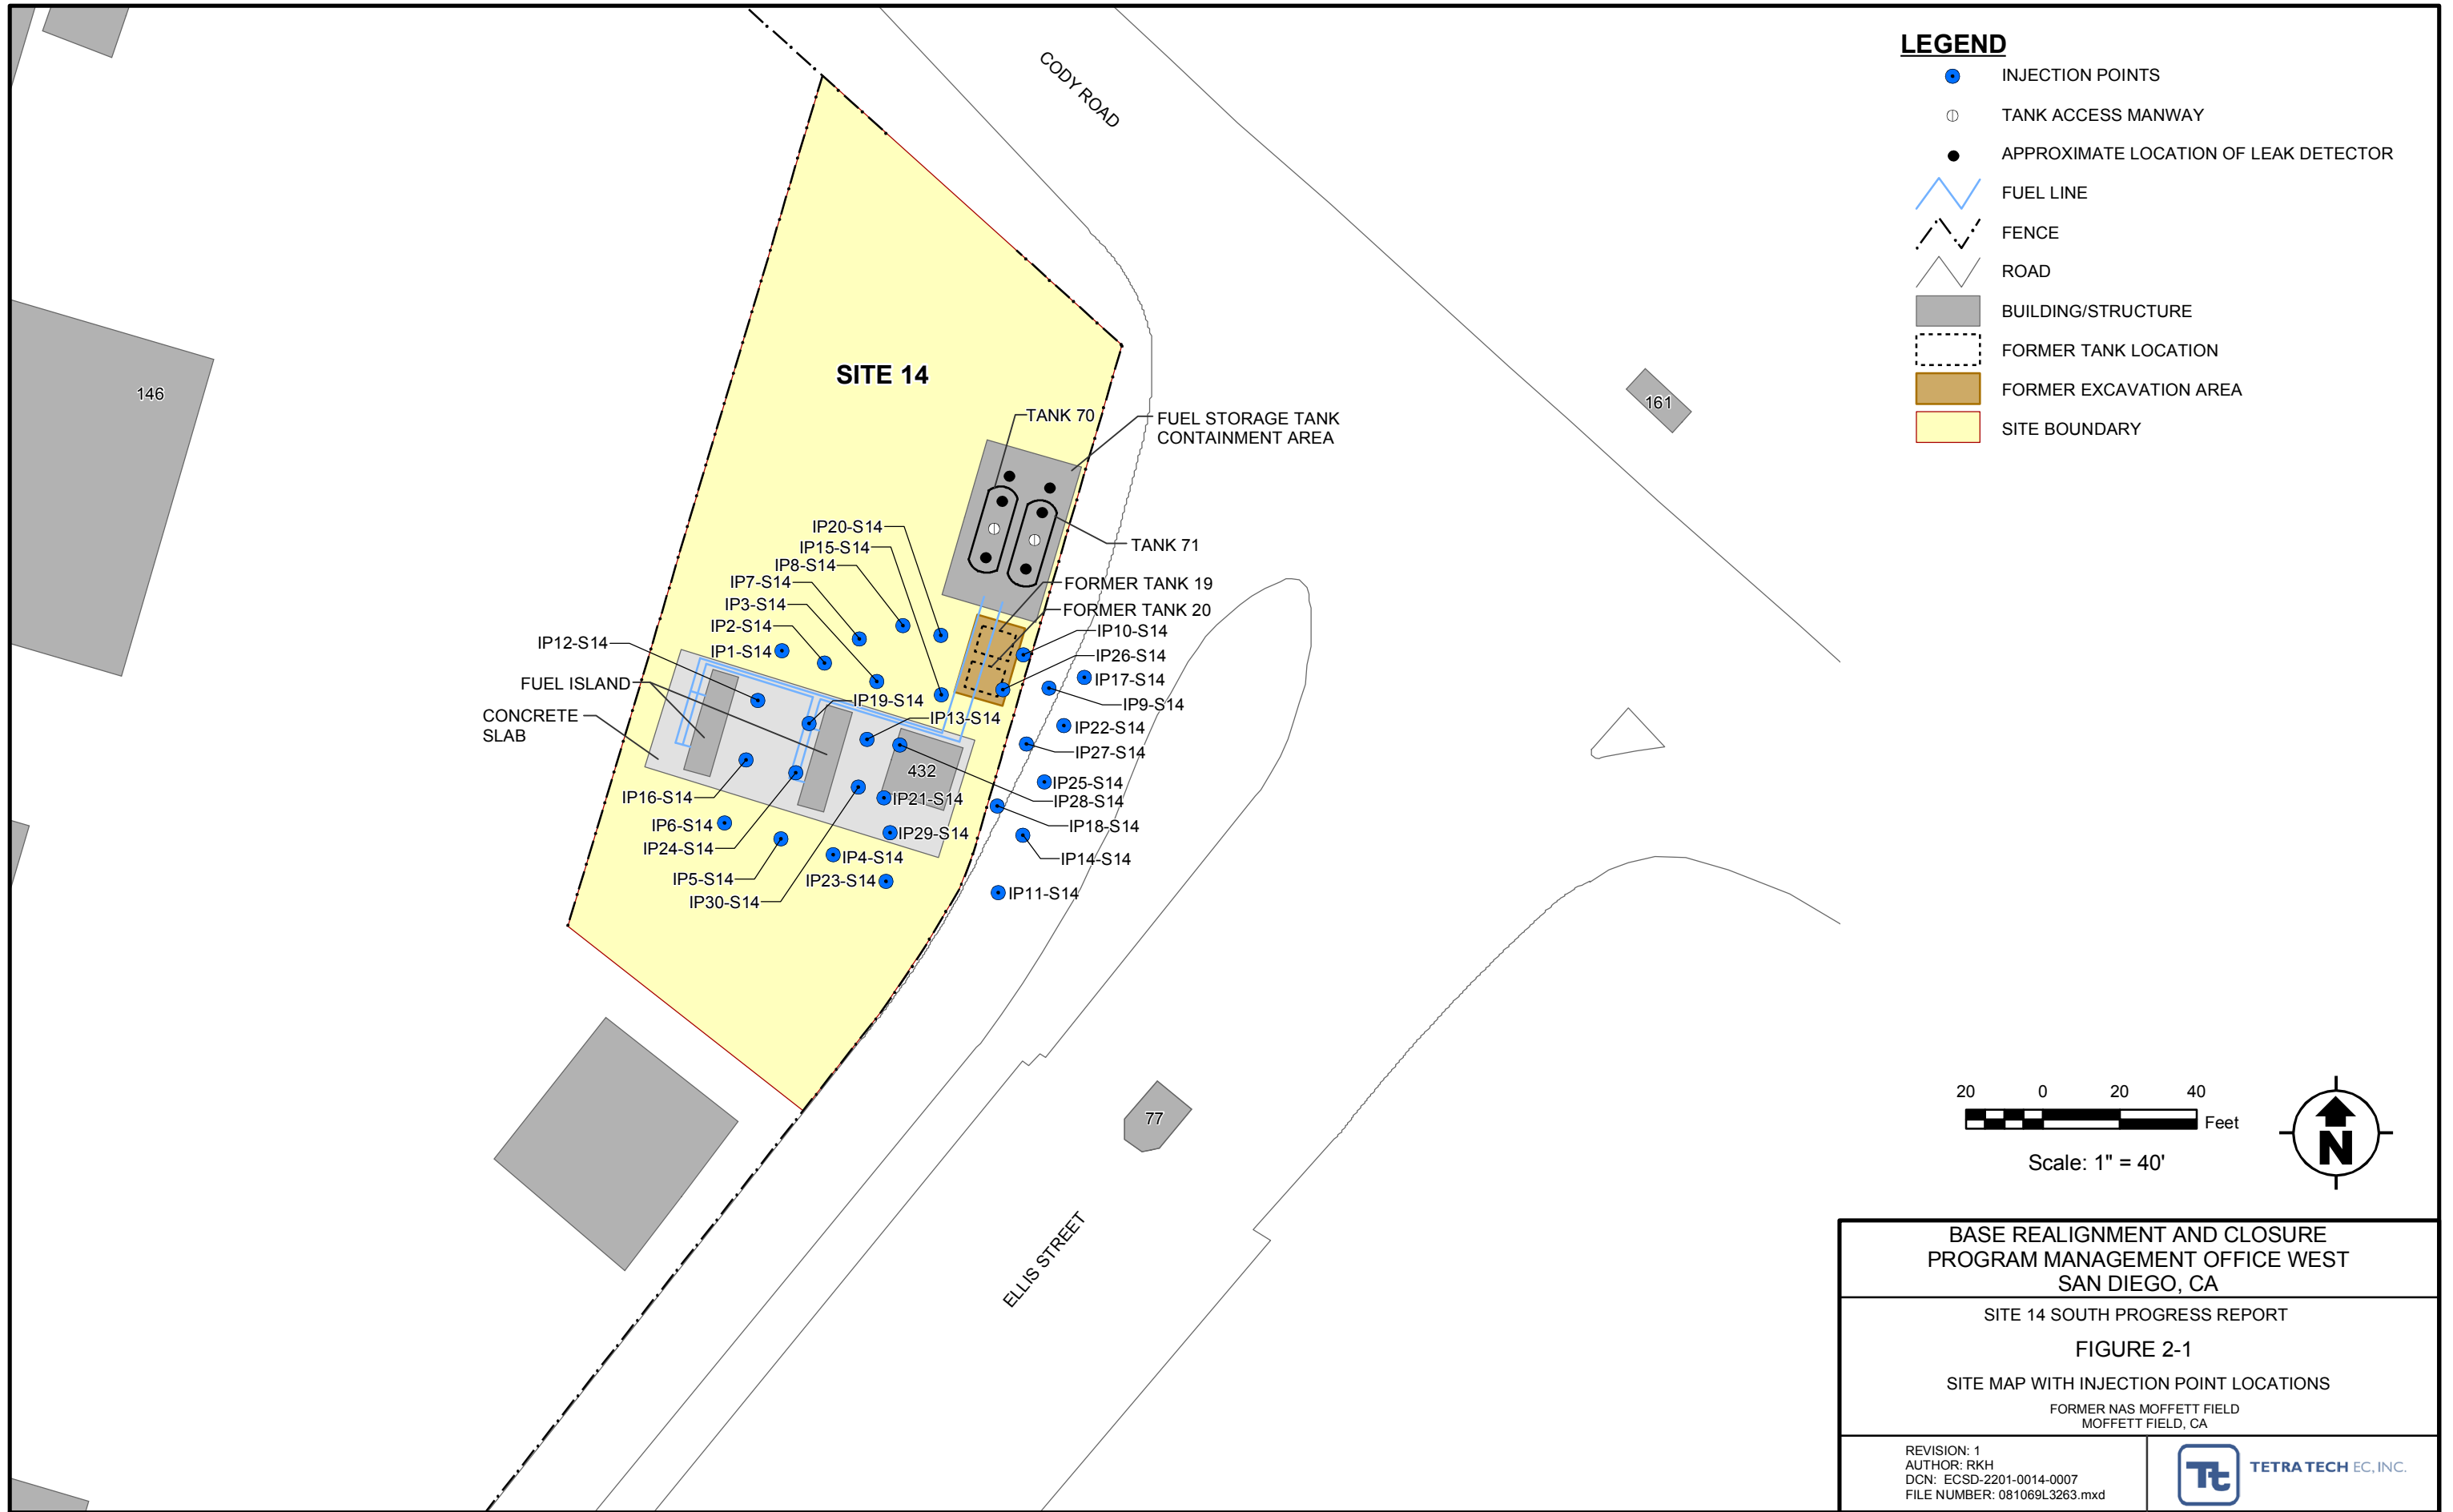 LEGEND
INJECTION POINTS
TANK ACCESS MANWAY
APPROXIMATE LOCATION OF LEAK DETECTOR
FUEL LINE
FENCE
ROAD
BUILDING/STRUCTURE
FORMER TANK LOCATION
FORMER EXCAVATION AREA
SITE BOUNDARY
CODY ROAD
146
161
SITE 14
TANK 70
FUEL STORAGE TANK
CONTAINMENT AREA
TANK 71
FORMER TANK 19
FORMER TANK 20
IP20-S14
IP15-S14
IP8-S14
IP7-S14
IP3-S14
IP2-S14
IP1-S14
IP12-S14
FUEL ISLAND
CONCRETE
SLAB
IP10-S14
IP26-S14
IP17-S14
IP9-S14
IP19-S14
IP13-S14
IP22-S14
IP27-S14
432
IP25-S14
IP21-S14
IP28-S14
IP16-S14
IP18-S14
IP6-S14
IP29-S14
IP24-S14
IP4-S14
IP14-S14
IP5-S14
IP23-S14
IP30-S14
IP11-S14
77
ELLIS STREET
20 0 20 40
Feet
Scale: 1" = 40'
N
BASE REALIGNMENT AND CLOSURE
PROGRAM MANAGEMENT OFFICE WEST
SAN DIEGO, CA
SITE 14 SOUTH PROGRESS REPORT
FIGURE 2-1
SITE MAP WITH INJECTION POINT LOCATIONS
FORMER NAS MOFFETT FIELD
MOFFETT FIELD, CA
REVISION: 1
AUTHOR: RKH
DCN: ECSD-2201-0014-0007
FILE NUMBER: 081069L3263.mxd
Tt
TETRA TECH EC, INC.